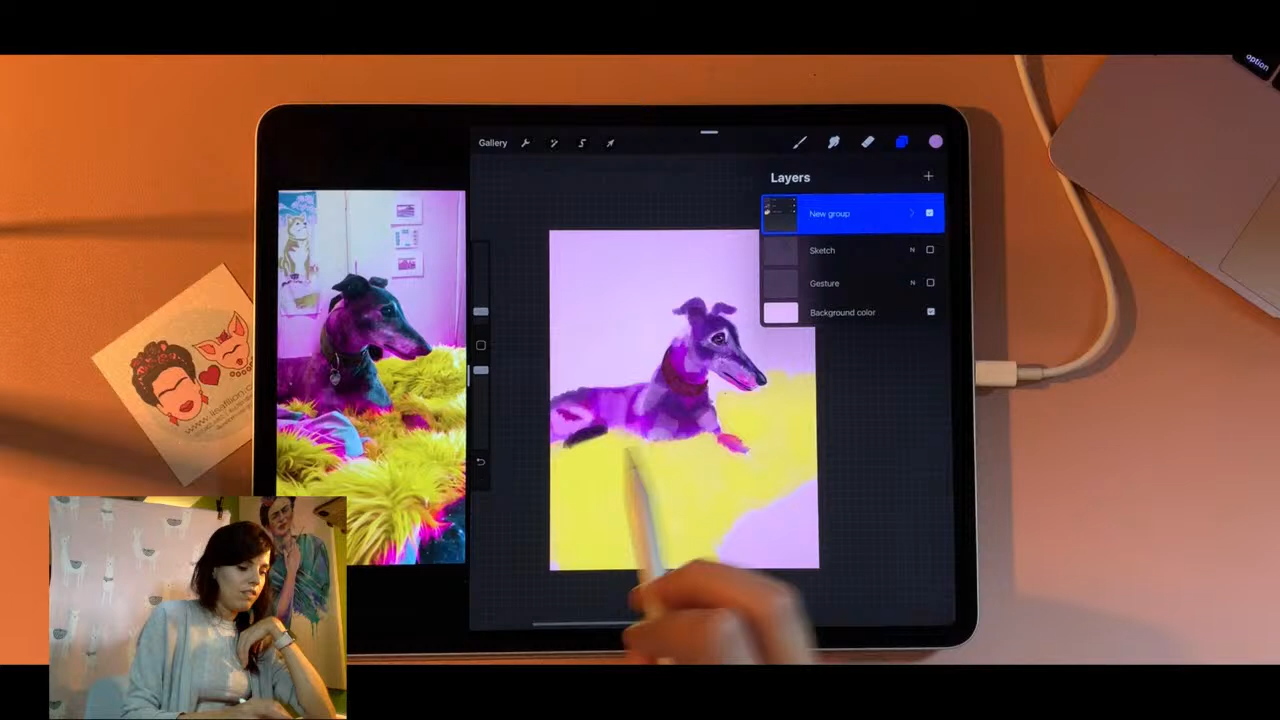 option
Gallery
Layers
New group
Sketch
N
Gesture
N
Background color